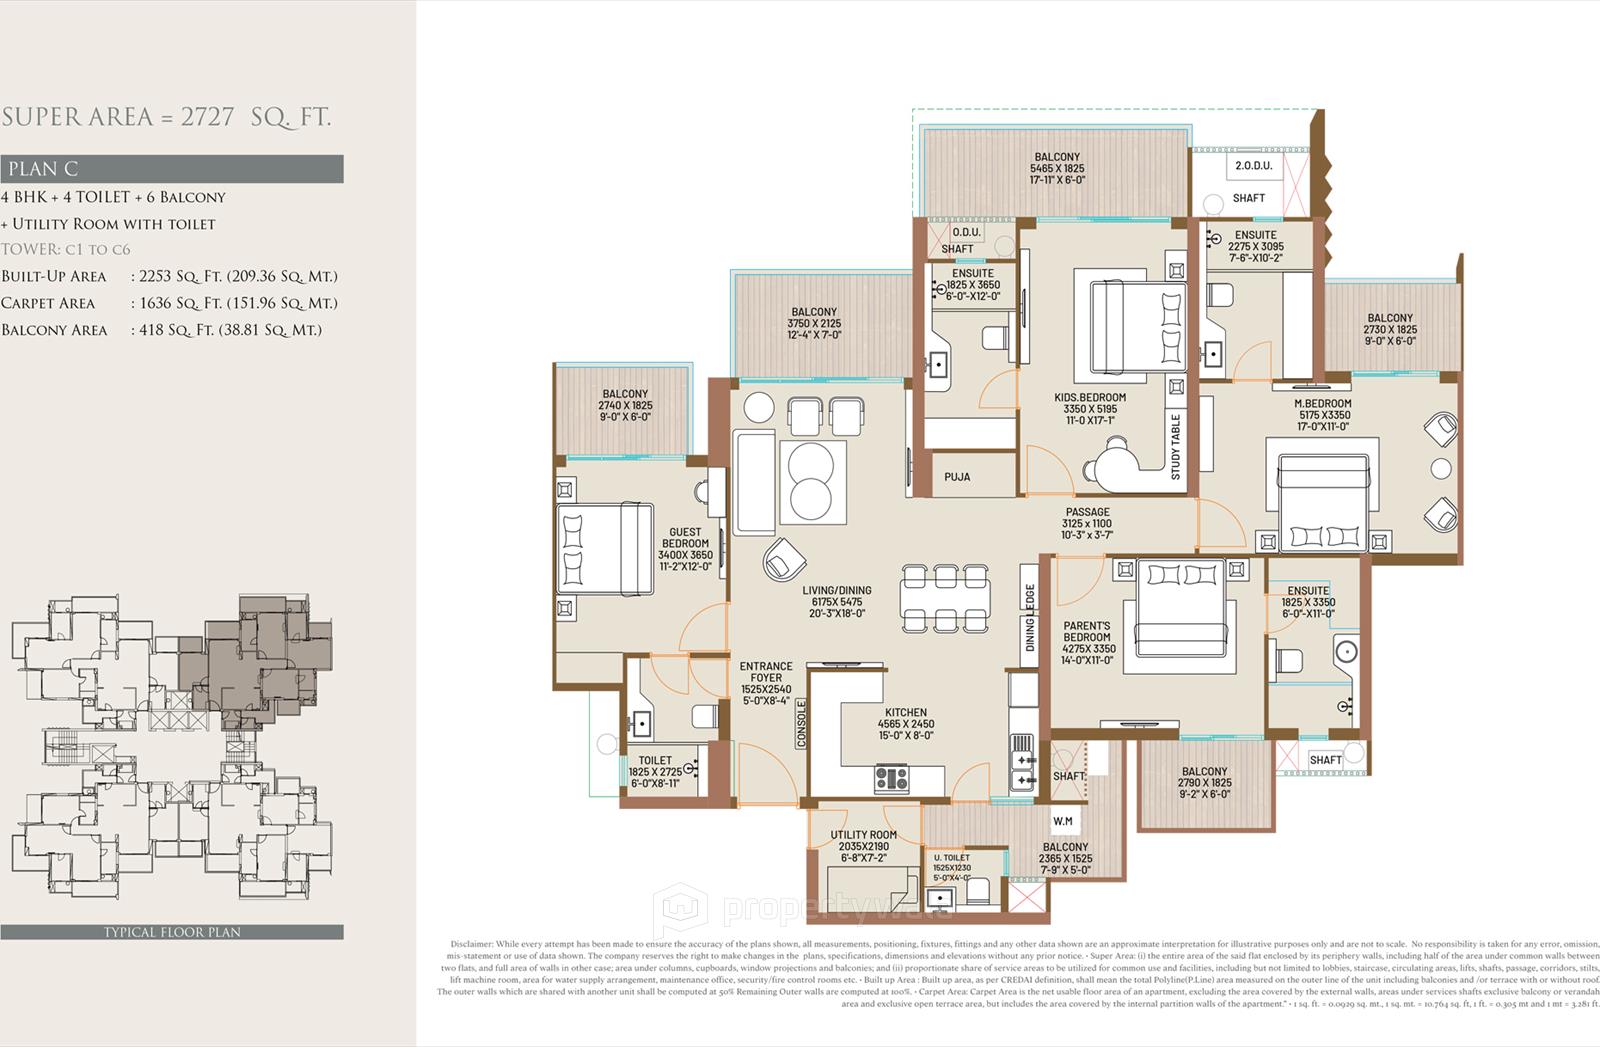 SUPER AREA = 2727 SQ. FT.
PLAN C
4 BHK + 4 TOILET + 6 BALCONY
+ UTILITY ROOM WITH TOILET
TOWER: C1 TO C6
BUILT-UP AREA : 2253 SQ. FT. (209.36 SQ. MT.)
CARPET AREA : 1636 SQ. FT. (151.96 SQ. MT.)
BALCONY AREA : 418 SQ. FT. (38.81 SQ. MT.)
TYPICAL FLOOR PLAN
BALCONY
5465 X 1825
17'-11" X 6'-0"
2.O.D.U.
SHAFT
O.D.U.
SHAFT
ENSUITE
2275 X 3095
7'-6"-X10'-2"
ENSUITE
1825 X 3650
6'-0"-X12'-0"
BALCONY
3750 X 2125
12'-4" X 7'-0"
BALCONY
2730 X 1825
9'-0" X 6'-0"
BALCONY
2740 X 1825
9'-0" X 6'-0"
KIDS.BEDROOM
3350 X 5195
11'-0 X17'-1"
STUDY TABLE
M.BEDROOM
5175 X3350
17'-0"X11'-0"
PUJA
PASSAGE
3125 x 1100
10'-3" x 3'-7"
GUEST
BEDROOM
3400X 3650
11'-2"X12'-0"
LIVING/DINING
6175X 5475
20'-3"X18'-0"
DINING LEDGE
PARENT'S
BEDROOM
4275X 3350
14'-0"X11'-0"
ENSUITE
1825 X 3350
6'-0"-X11'-0"
ENTRANCE
FOYER
1525X2540
5'-0"X8'-4"
CONSOLE
KITCHEN
4565 X 2450
15'-0" X 8'-0"
TOILET
1825 X 2725
6'-0"X8'-11"
SHAFT
SHAFT
BALCONY
2790 X 1825
9'-2" X 6'-0"
W.M
UTILITY ROOM
2035X2190
6'-8"X7'-2"
U. TOILET
1525X1230
5'-0"X4'-0"
BALCONY
2365 X 1525
7'-9" X 5'-0"
propertywala
Disclaimer: While every attempt has been made to ensure the accuracy of the plans shown, all measurements, positioning, fixtures, fittings and any other data shown are an approximate interpretation for illustrative purposes only and are not to scale. No responsibility is taken for any error, omission,
mis-statement or use of data shown. The company reserves the right to make changes in the plans, specifications, dimensions and elevations without any prior notice. • Super Area: (i) the entire area of the said flat enclosed by its periphery walls, including half of the area under common walls between
two flats, and full area of walls in other case; area under columns, cupboards, window projections and balconies; and (ii) proportionate share of service areas to be utilized for common use and facilities, including but not limited to lobbies, staircase, circulating areas, lifts, shafts, passage, corridors, stilts,
lift machine room, area for water supply arrangement, maintenance office, security/fire control rooms etc. • Built up Area : Built up area, as per CREDAI definition, shall mean the total Polyline(P.Line) area measured on the outer line of the unit including balconies and /or terrace with or without roof.
The outer walls which are shared with another unit shall be computed at 50% Remaining Outer walls are computed at 100%. • Carpet Area: Carpet Area is the net usable floor area of an apartment, excluding the area covered by the external walls, areas under services shafts exclusive balcony or verandah
area and exclusive open terrace area, but includes the area covered by the internal partition walls of the apartment." • 1 sq. ft. = 0.0929 sq. mt., 1 sq. mt. = 10.764 sq. ft, 1 ft. = 0.305 mt and 1 mt = 3.281 ft.